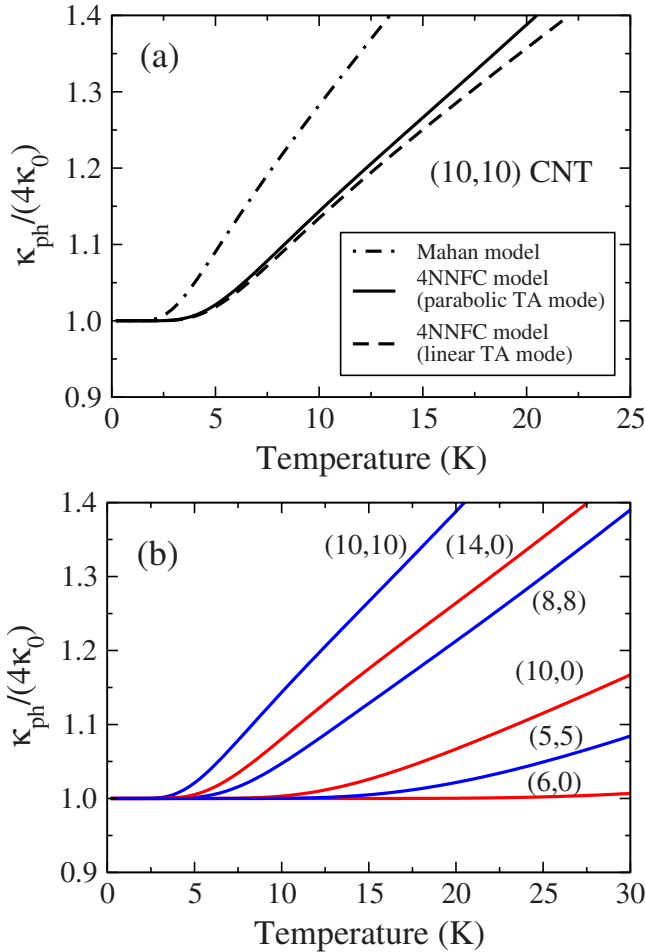 1.4
(a)
1.3
1.2
(10,10) CNT
κph/(4κ0)
1.1
Mahan model
4NNFC model
(parabolic TA mode)
1.0
4NNFC model
(linear TA mode)
0.9
0 5 10 15 20 25
Temperature (K)
1.4
(b) (10,10) (14,0)
1.3
(8,8)
1.2
κph/(4κ0)
(10,0)
1.1
(5,5)
(6,0)
1.0
0.9
0 5 10 15 20 25 30
Temperature (K)